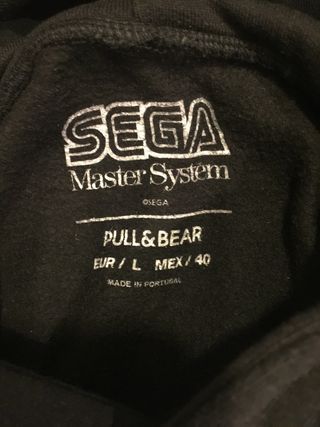 SEGA
Master System
©SEGA
PULL&BEAR
EUR / L MEX / 40
MADE IN PORTUGAL